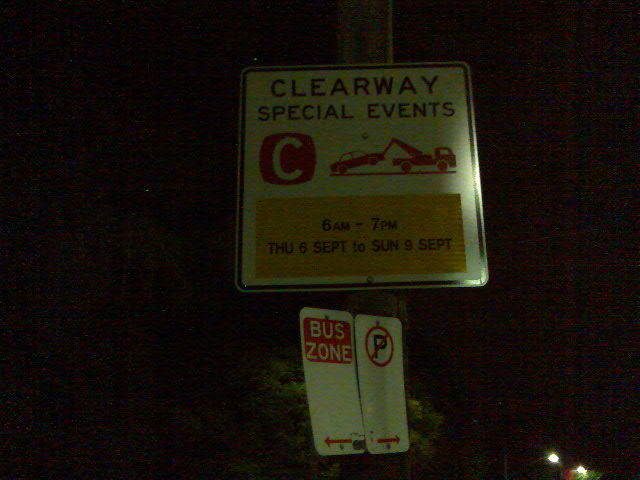 CLEARWAY
SPECIAL EVENTS
C
6AM - 7PM
THU 6 SEPT to SUN 9 SEPT
BUS
ZONE
P